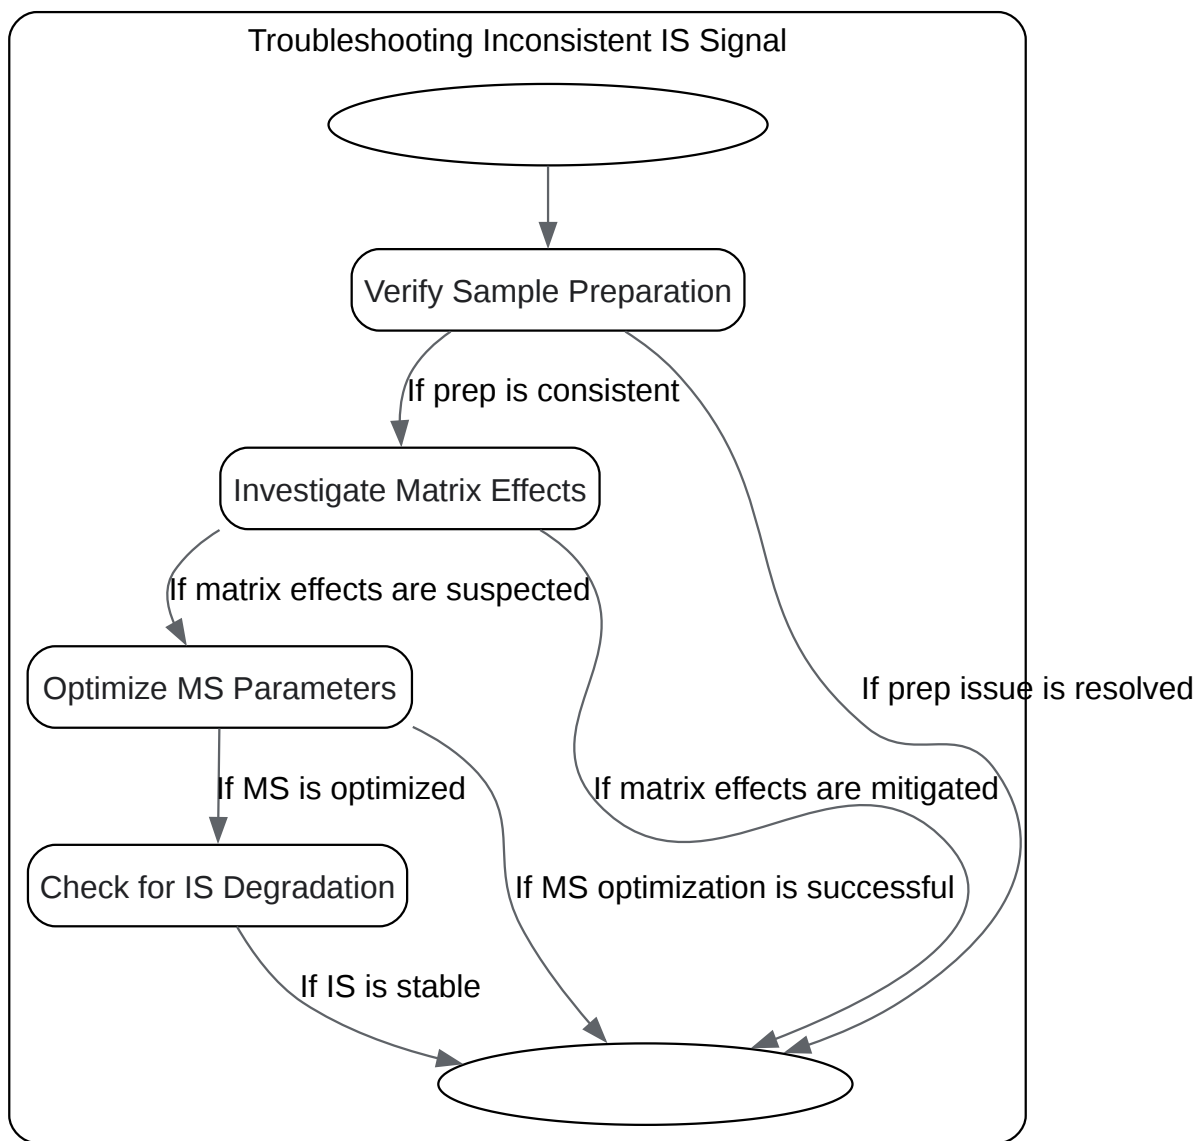 Troubleshooting Inconsistent IS Signal
Verify Sample Preparation
If prep is consistent
Investigate Matrix Effects
If matrix effects are suspected
Optimize MS Parameters
If prep issue is resolved
If MS is optimized
If matrix effects are mitigated
Check for IS Degradation
If MS optimization is successful
If IS is stable